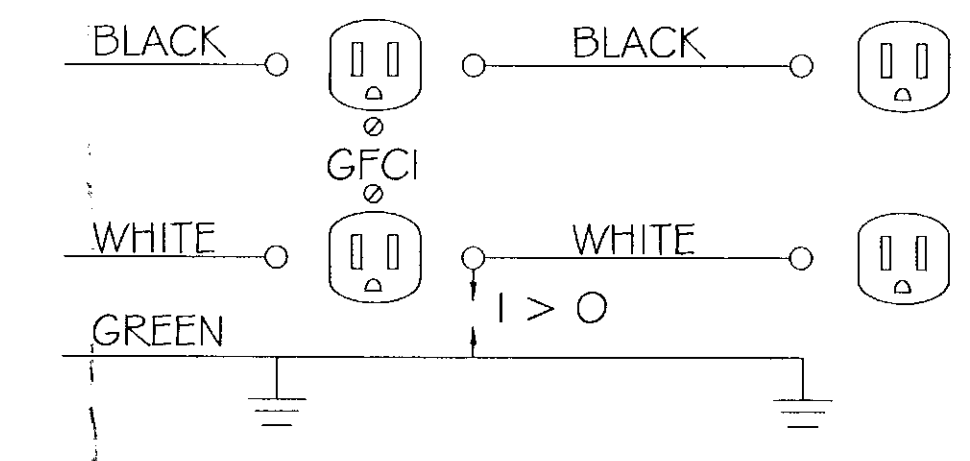 BLACK BLACK
GFCI
WHITE WHITE
I > O
GREEN